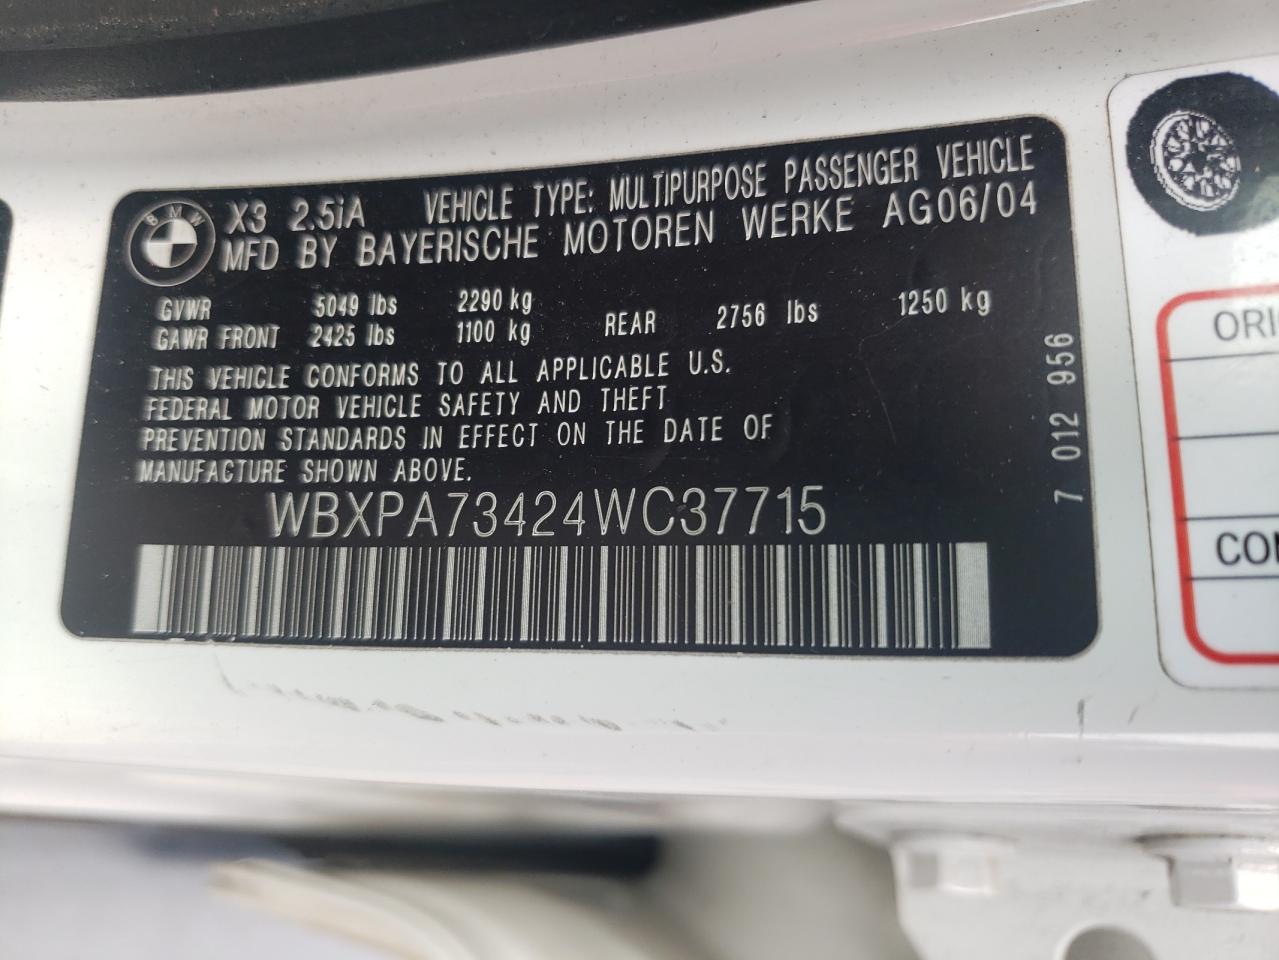 BMW
X3 2.5iA VEHICLE TYPE: MULTIPURPOSE PASSENGER VEHICLE
MFD BY BAYERISCHE MOTOREN WERKE AG06/04
GVWR 5049 lbs 2290 kg
GAWR FRONT 2425 lbs 1100 kg REAR 2756 lbs 1250 kg
THIS VEHICLE CONFORMS TO ALL APPLICABLE U.S.
FEDERAL MOTOR VEHICLE SAFETY AND THEFT
PREVENTION STANDARDS IN EFFECT ON THE DATE OF
MANUFACTURE SHOWN ABOVE.
WBXPA73424WC37715
7 012 956
ORI
CO